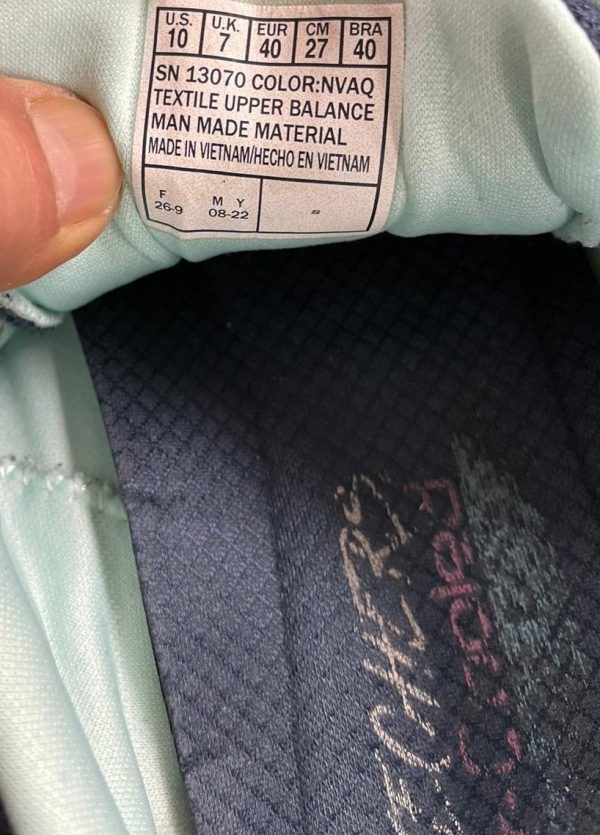 U.S. U.K. EUR CM BRA
10 7 40 27 40
SN 13070 COLOR:NVAQ
TEXTILE UPPER BALANCE
MAN MADE MATERIAL
MADE IN VIETNAM/HECHO EN VIETNAM
F M Y
26-9 08-22